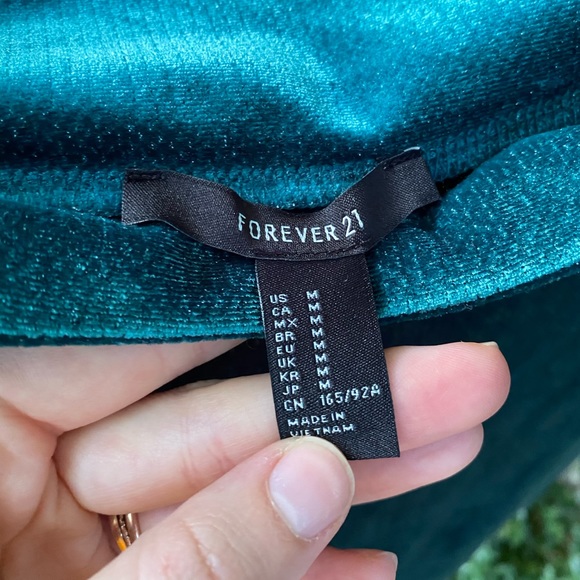 FOREVER 21
US M
CA M
MX M
BR M
EU M
UK M
KR M
JP M
CN 165/92A
MADE IN
VIETNAM